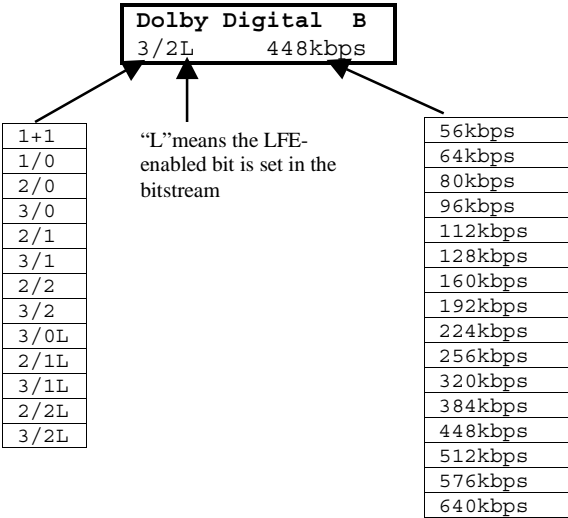 Dolby Digital B
3/2L 448kbps
1+1
1/0
2/0
3/0
2/1
3/1
2/2
3/2
3/0L
2/1L
3/1L
2/2L
3/2L
“L”means the LFE-
enabled bit is set in the
bitstream
56kbps
64kbps
80kbps
96kbps
112kbps
128kbps
160kbps
192kbps
224kbps
256kbps
320kbps
384kbps
448kbps
512kbps
576kbps
640kbps